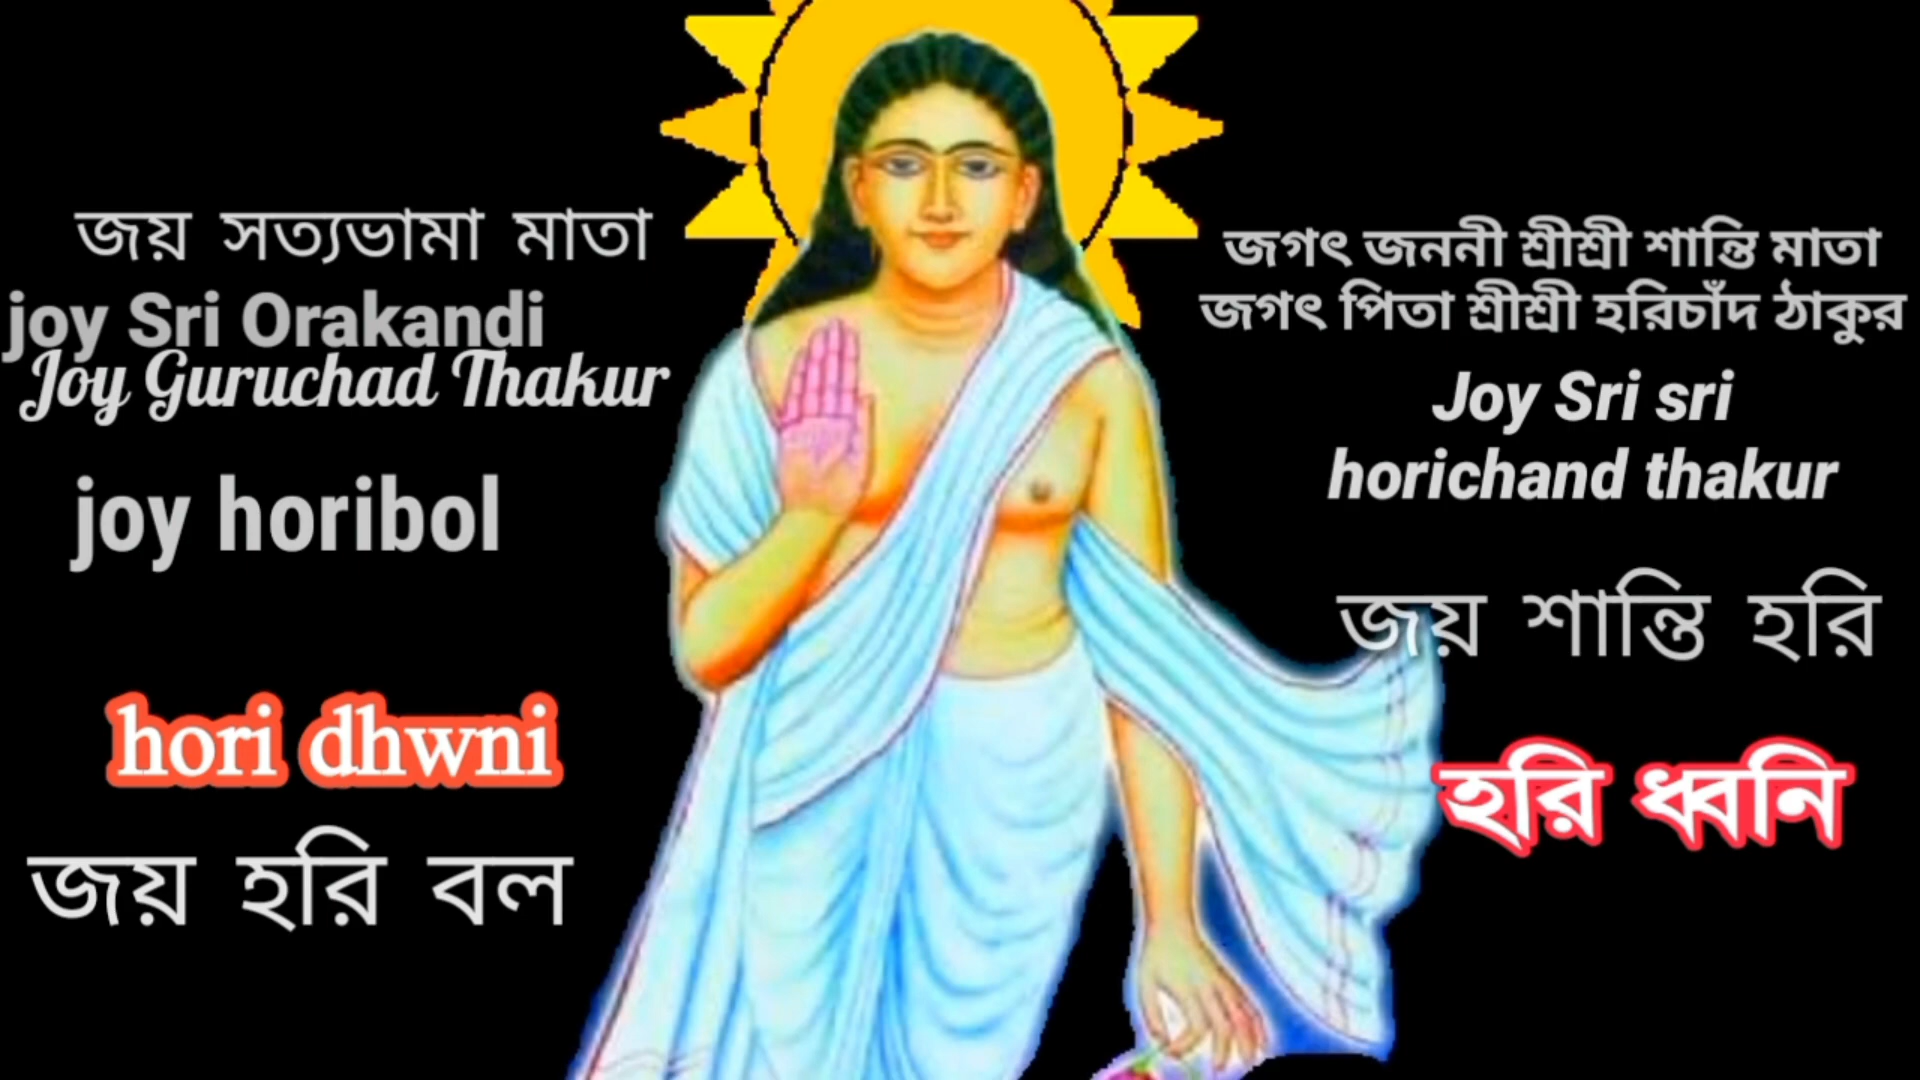 জয় সত্যভামা মাতা
joy Sri Orakandi
Joy Guruchad Thakur
joy horibol
hori dhwni
জয় হরি বল
জগৎ জননী শ্রীশ্রী শান্তি মাতা
জগৎ পিতা শ্রীশ্রী হরিচাঁদ ঠাকুর
Joy Sri sri
horichand thakur
জয় শান্তি হরি
হরি ধ্বনি